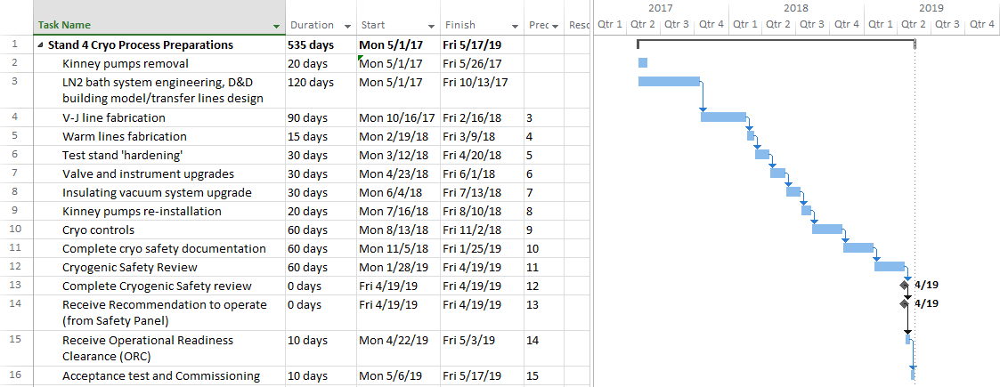 2017 2018 2019
Task Name Duration Start Finish Prec Reso Qtr 1 Qtr 2 Qtr 3 Qtr 4 Qtr 1 Qtr 2 Qtr 3 Qtr 4 Qtr 1 Qtr 2 Qtr 3 Qtr 4
1 Stand 4 Cryo Process Preparations 535 days Mon 5/1/17 Fri 5/17/19
2 Kinney pumps removal 20 days Mon 5/1/17 Fri 5/26/17
3 LN2 bath system engineering, D&D 120 days Mon 5/1/17 Fri 10/13/17
building model/transfer lines design
4 V-J line fabrication 90 days Mon 10/16/17 Fri 2/16/18 3
5 Warm lines fabrication 15 days Mon 2/19/18 Fri 3/9/18 4
6 Test stand 'hardening' 30 days Mon 3/12/18 Fri 4/20/18 5
7 Valve and instrument upgrades 30 days Mon 4/23/18 Fri 6/1/18 6
8 Insulating vacuum system upgrade 30 days Mon 6/4/18 Fri 7/13/18 7
9 Kinney pumps re-installation 20 days Mon 7/16/18 Fri 8/10/18 8
10 Cryo controls 60 days Mon 8/13/18 Fri 11/2/18 9
11 Complete cryo safety documentation 60 days Mon 11/5/18 Fri 1/25/19 10
12 Cryogenic Safety Review 60 days Mon 1/28/19 Fri 4/19/19 11
13 Complete Cryogenic Safety review 0 days Fri 4/19/19 Fri 4/19/19 12 4/19
14 Receive Recommendation to operate 0 days Fri 4/19/19 Fri 4/19/19 13 4/19
(from Safety Panel)
15 Receive Operational Readiness 10 days Mon 4/22/19 Fri 5/3/19 14
Clearance (ORC)
16 Acceptance test and Commissioning 10 days Mon 5/6/19 Fri 5/17/19 15